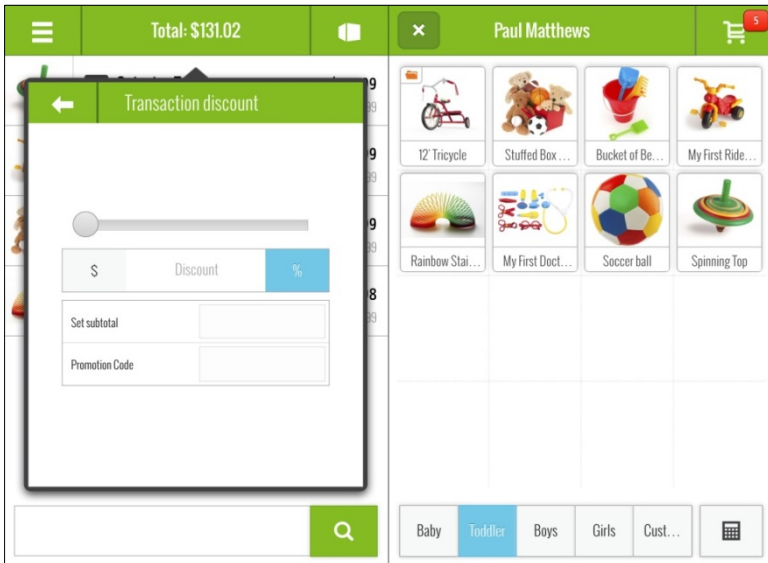 Total: $131.02
Transaction discount
$ Discount %
Set subtotal
Promotion Code
Paul Matthews
5
12' Tricycle
Stuffed Box ...
Bucket of Be...
My First Ride...
Rainbow Stai...
My First Doct...
Soccer ball
Spinning Top
Baby
Toddler
Boys
Girls
Cust...